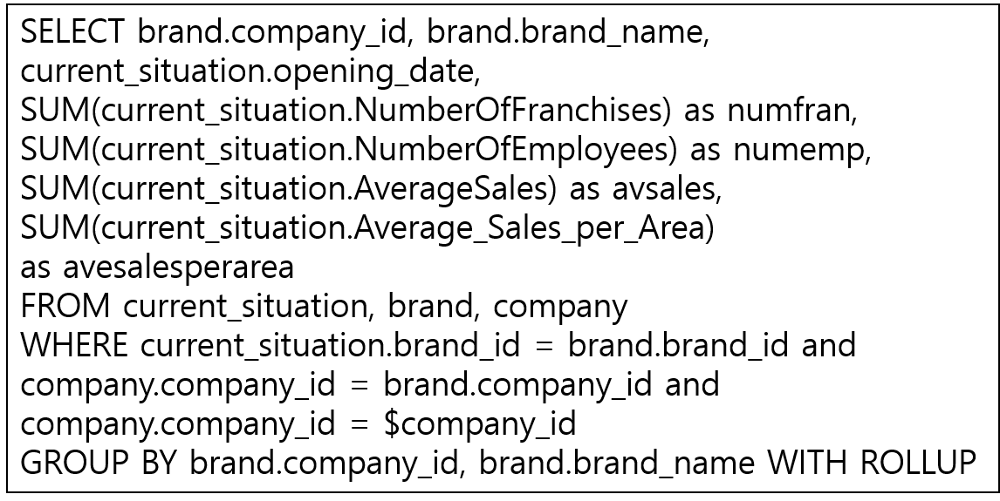 SELECT brand.company_id, brand.brand_name,
current_situation.opening_date,
SUM(current_situation.NumberOfFranchises) as numfran,
SUM(current_situation.NumberOfEmployees) as numemp,
SUM(current_situation.AverageSales) as avsales,
SUM(current_situation.Average_Sales_per_Area)
as avesalesperarea
FROM current_situation, brand, company
WHERE current_situation.brand_id = brand.brand_id and
company.company_id = brand.company_id and
company.company_id = $company_id
GROUP BY brand.company_id, brand.brand_name WITH ROLLUP